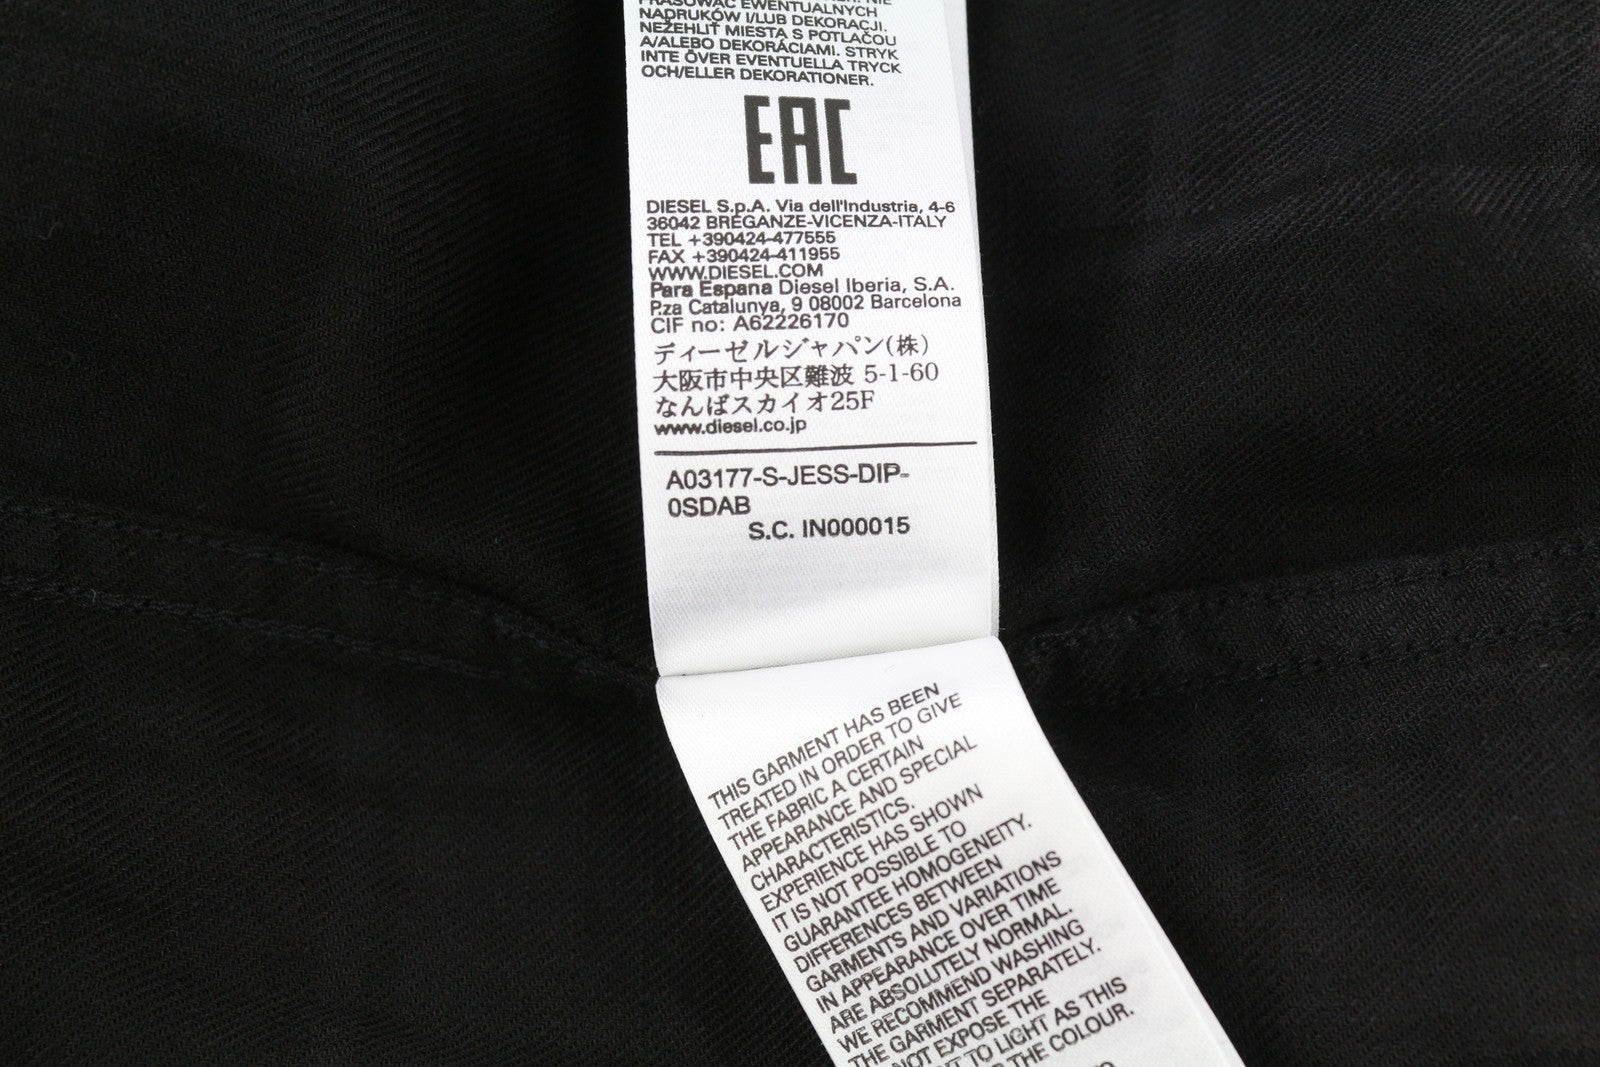 PRASOWAĆ EWENTUALNYCH
NADRUKÓW I/LUB DEKORACJI.
NEŽEHLIŤ MIESTA S POTLAČOU
A/ALEBO DEKORÁCIAMI. STRYK
INTE ÖVER EVENTUELLA TRYCK
OCH/ELLER DEKORATIONER.
EAC
DIESEL S.p.A. Via dell'Industria, 4-6
36042 BREGANZE-VICENZA-ITALY
TEL +390424-477555
FAX +390424-411955
WWW.DIESEL.COM
Para Espana Diesel Iberia, S.A.
P.za Catalunya, 9 08002 Barcelona
CIF no: A62226170
ディーゼルジャパン(株)
大阪市中央区難波 5-1-60
なんばスカイオ25F
www.diesel.co.jp
A03177-S-JESS-DIP-
0SDAB
S.C. IN000015
THIS GARMENT HAS BEEN
TREATED IN ORDER TO GIVE
THE FABRIC A CERTAIN
APPEARANCE AND SPECIAL
CHARACTERISTICS.
EXPERIENCE HAS SHOWN
IT IS NOT POSSIBLE TO
GUARANTEE HOMOGENEITY.
DIFFERENCES BETWEEN
GARMENTS AND VARIATIONS
IN APPEARANCE OVER TIME
ARE ABSOLUTELY NORMAL.
WE RECOMMEND WASHING
THE GARMENT SEPARATELY.
NOT EXPOSE THE
TO LIGHT AS THIS
THE COLOUR.